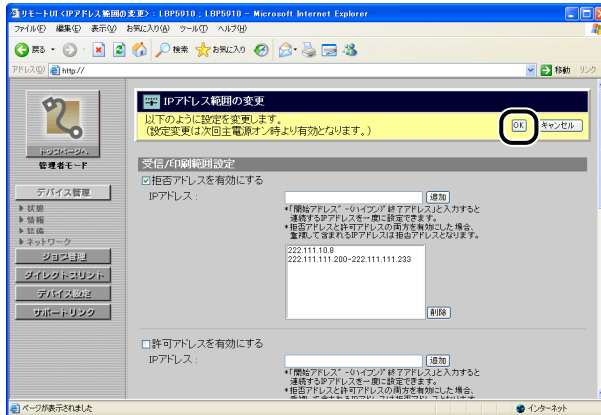 リモートUI <IPアドレス範囲の変更> : LBP5910 ; LBP5910 - Microsoft Internet Explorer
ファイル(F) 編集(E) 表示(V) お気に入り(A) ツール(T) ヘルプ(H)
戻る 検索 お気に入り
アドレス(D) http:// 移動 リンク
IPアドレス範囲の変更
以下のように設定を変更します。
(設定変更は次回主電源オン時より有効となります。)
OK キャンセル
トップページへ
管理者モード
デバイス管理
状態
情報
装備
ネットワーク
ジョブ管理
ダイレクトプリント
デバイス設定
サポートリンク
受信/印刷範囲設定
拒否アドレスを有効にする
IPアドレス : 追加
*「開始アドレス"-(ハイフン)"終了アドレス」と入力すると
連続するIPアドレスを一度に設定できます。
*拒否アドレスと許可アドレスの両方を有効にした場合、
重複して含まれるIPアドレスは拒否アドレスとなります。
222.111.10.8
222.111.111.200-222.111.111.233
削除
許可アドレスを有効にする
IPアドレス : 追加
*「開始アドレス"-(ハイフン)"終了アドレス」と入力すると
連続するIPアドレスを一度に設定できます。
*拒否アドレスと許可アドレスの両方を有効にした場合、
ページが表示されました インターネット